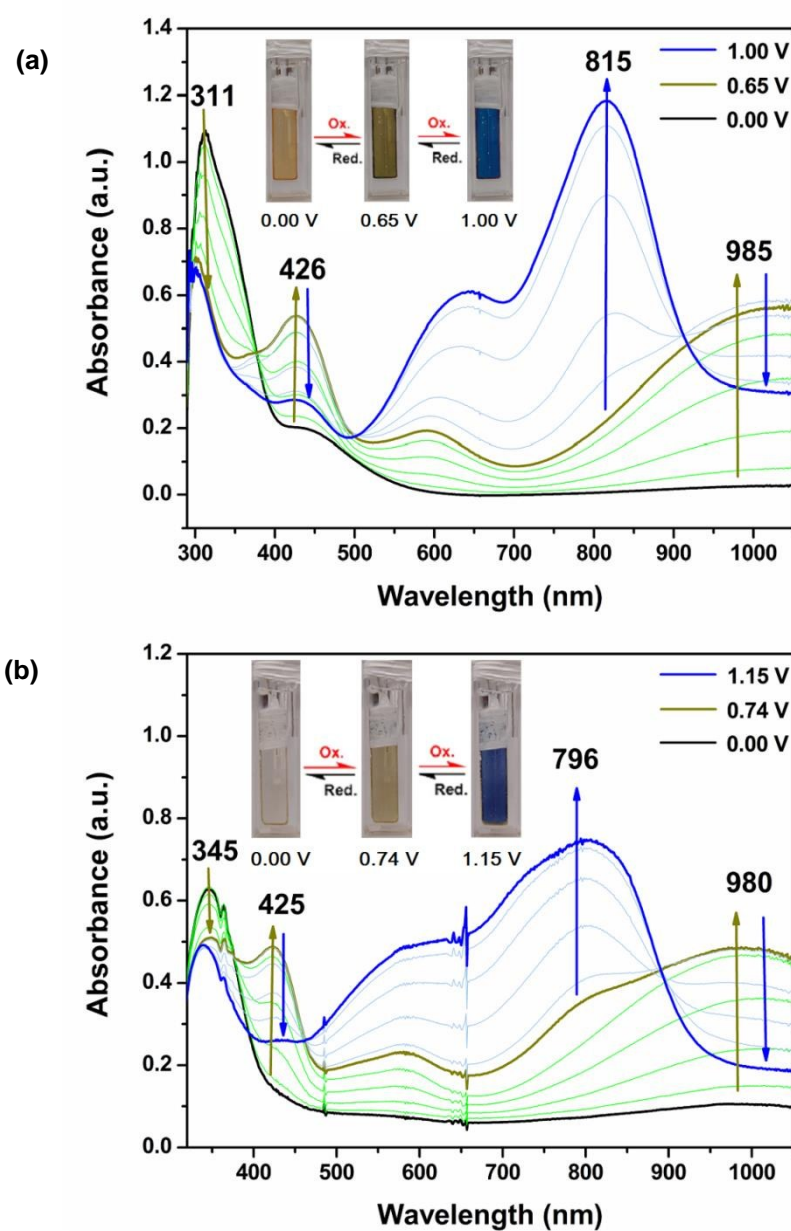 (a)
1.4
1.2
1.0
0.8
0.6
0.4
0.2
0.0
Absorbance (a.u.)
311
426
815
985
1.00 V
0.65 V
0.00 V
Ox.
Red.
Ox.
Red.
0.00 V
0.65 V
1.00 V
290 400 500 600 700 800 900 1000
Wavelength (nm)
(b)
1.2
1.0
0.8
0.6
0.4
0.2
0.0
Absorbance (a.u.)
345
425
796
980
1.15 V
0.74 V
0.00 V
Ox.
Red.
Ox.
Red.
0.00 V
0.74 V
1.15 V
400 500 600 700 800 900 1000
Wavelength (nm)